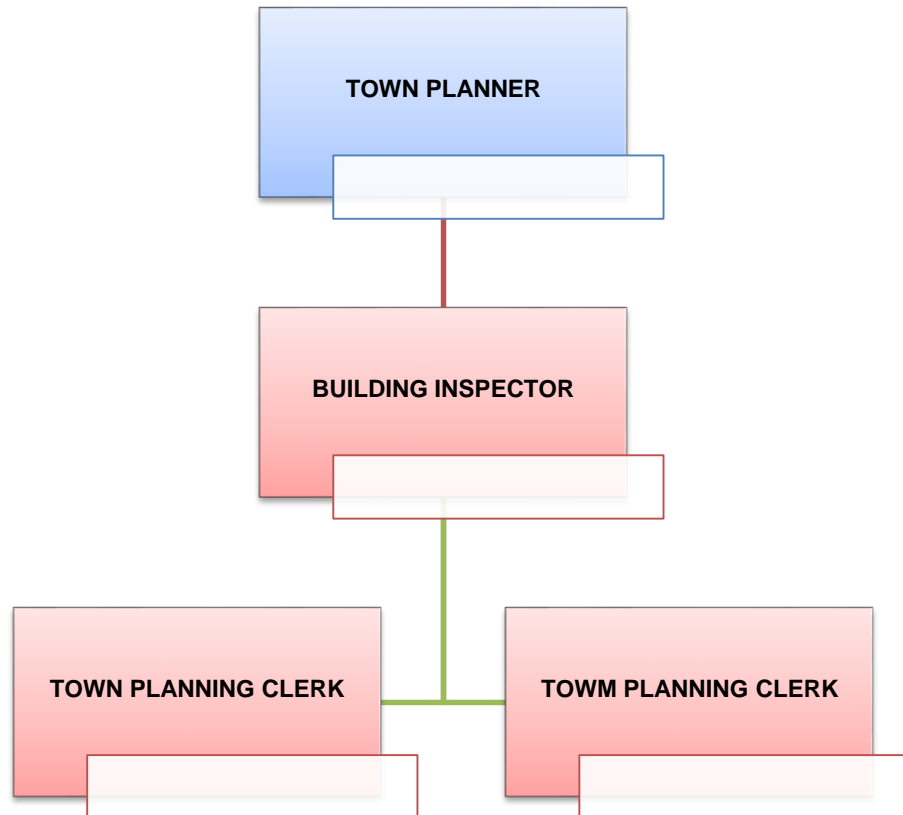 TOWN PLANNER
BUILDING INSPECTOR
TOWN PLANNING CLERK
TOWM PLANNING CLERK